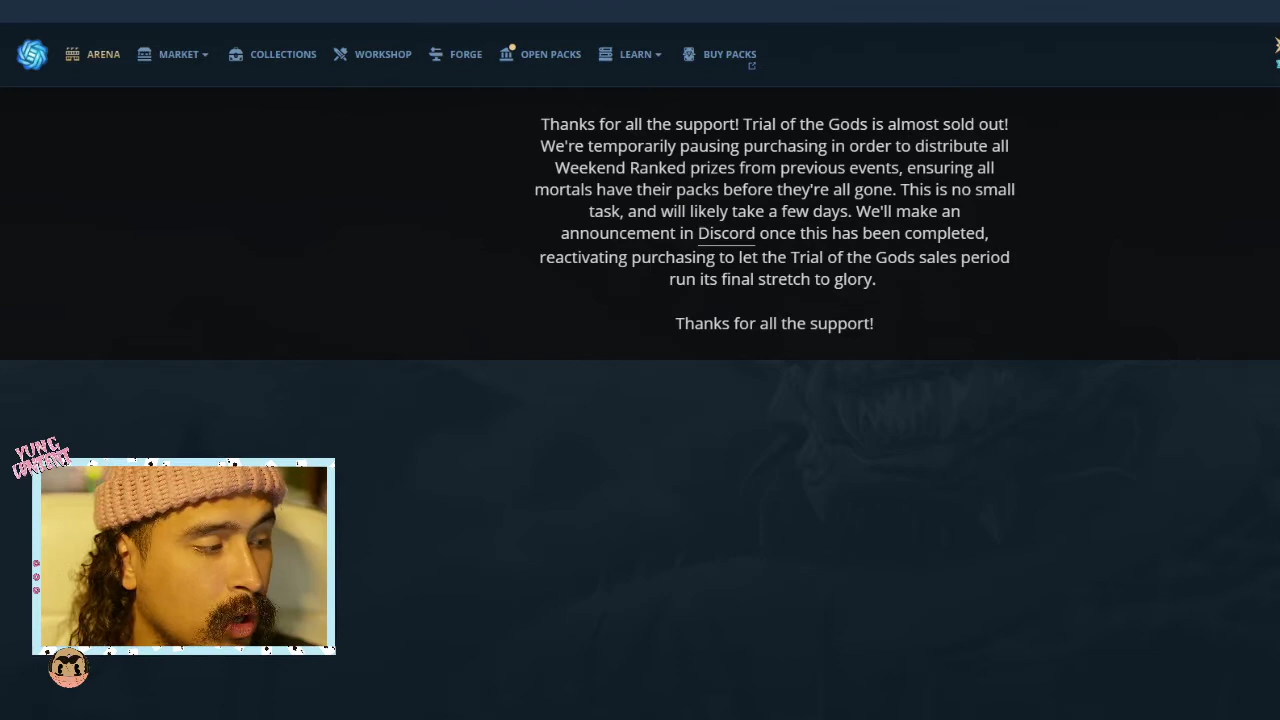 ARENA MARKET COLLECTIONS WORKSHOP FORGE OPEN PACKS LEARN BUY PACKS
Thanks for all the support! Trial of the Gods is almost sold out!
We're temporarily pausing purchasing in order to distribute all
Weekend Ranked prizes from previous events, ensuring all
mortals have their packs before they're all gone. This is no small
task, and will likely take a few days. We'll make an
announcement in Discord once this has been completed,
reactivating purchasing to let the Trial of the Gods sales period
run its final stretch to glory.
Thanks for all the support!
YUNG
CONTENT